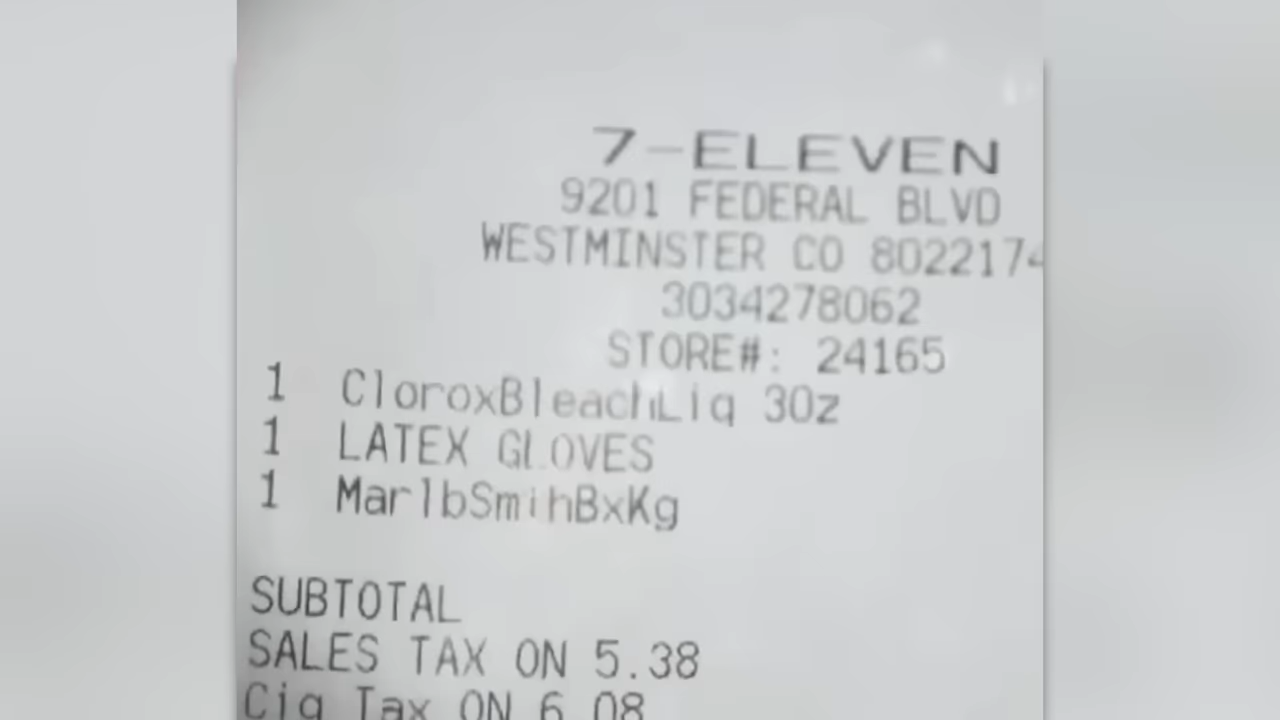 7-ELEVEN
9201 FEDERAL BLVD
WESTMINSTER CO 8022174
3034278062
STORE#: 24165
1 CloroxBleachLiq 30z
1 LATEX GLOVES
1 MarlbSmthBxKg
SUBTOTAL
SALES TAX ON 5.38
Cig Tax ON 6.08